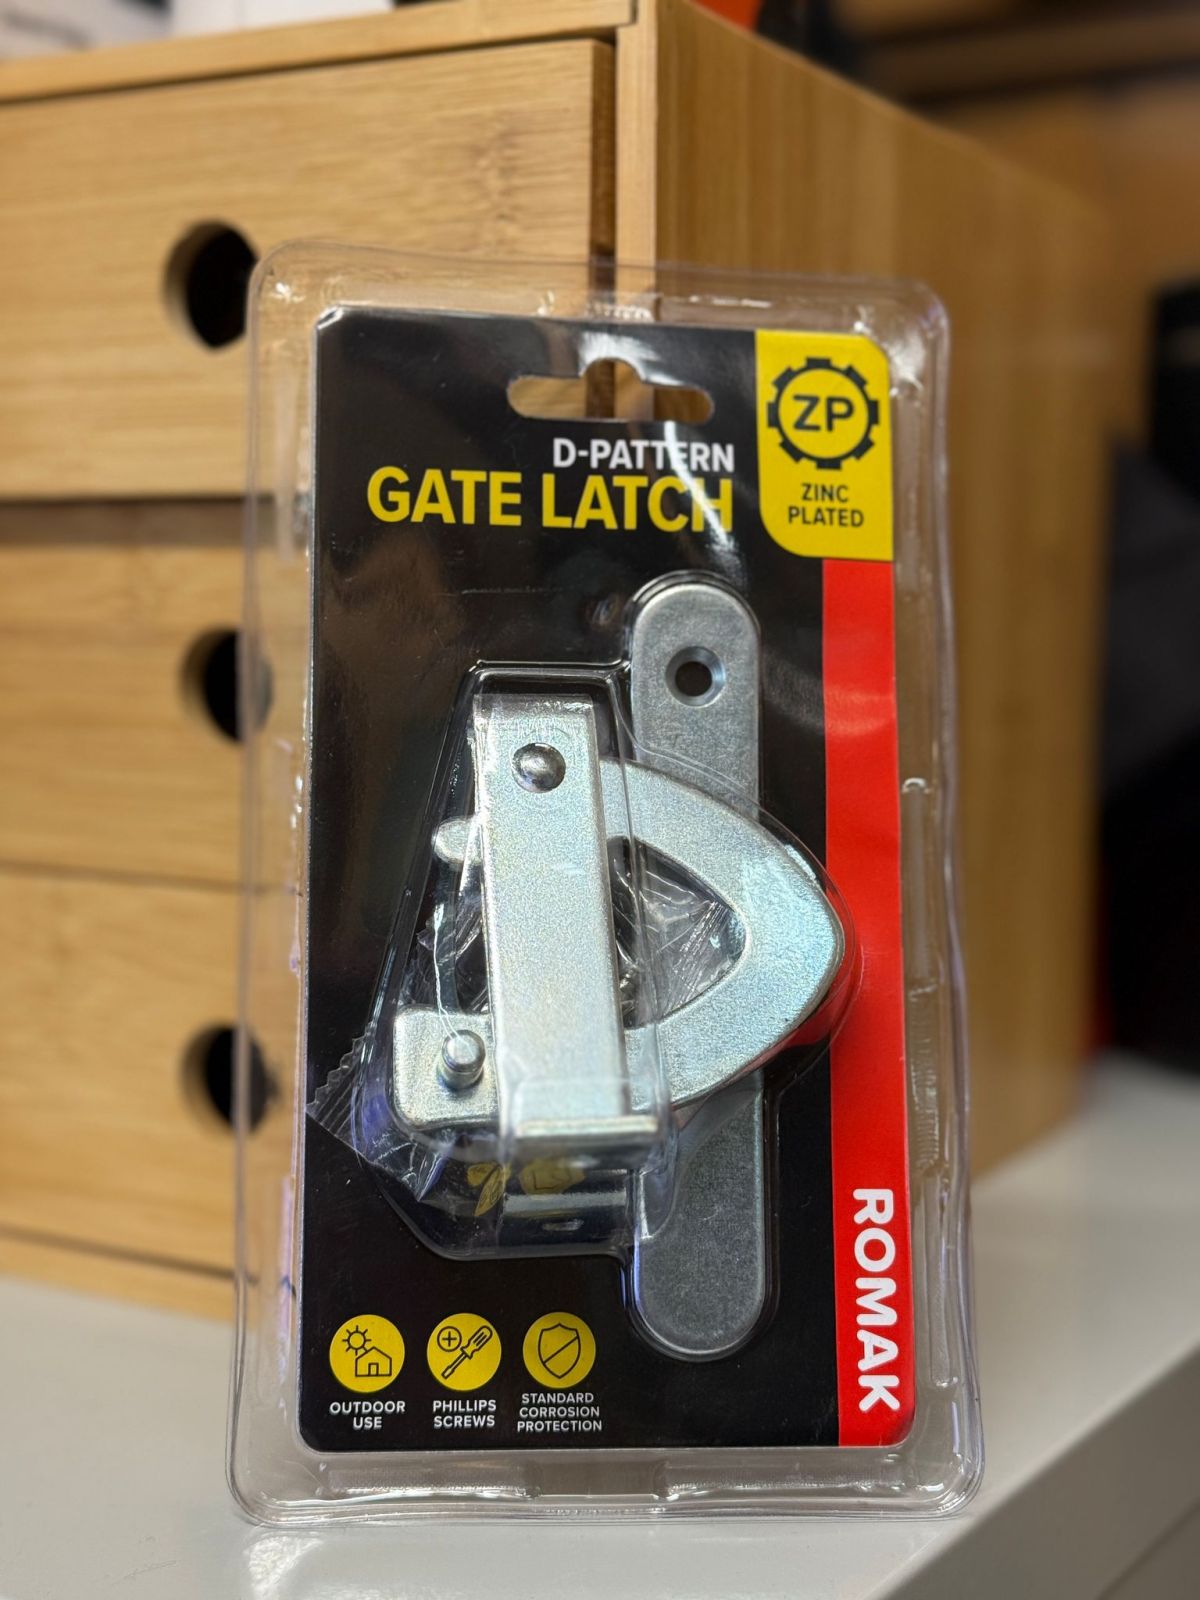 D-PATTERN
GATE LATCH
ZP
ZINC
PLATED
ROMAK
OUTDOOR
USE
PHILLIPS
SCREWS
STANDARD
CORROSION
PROTECTION